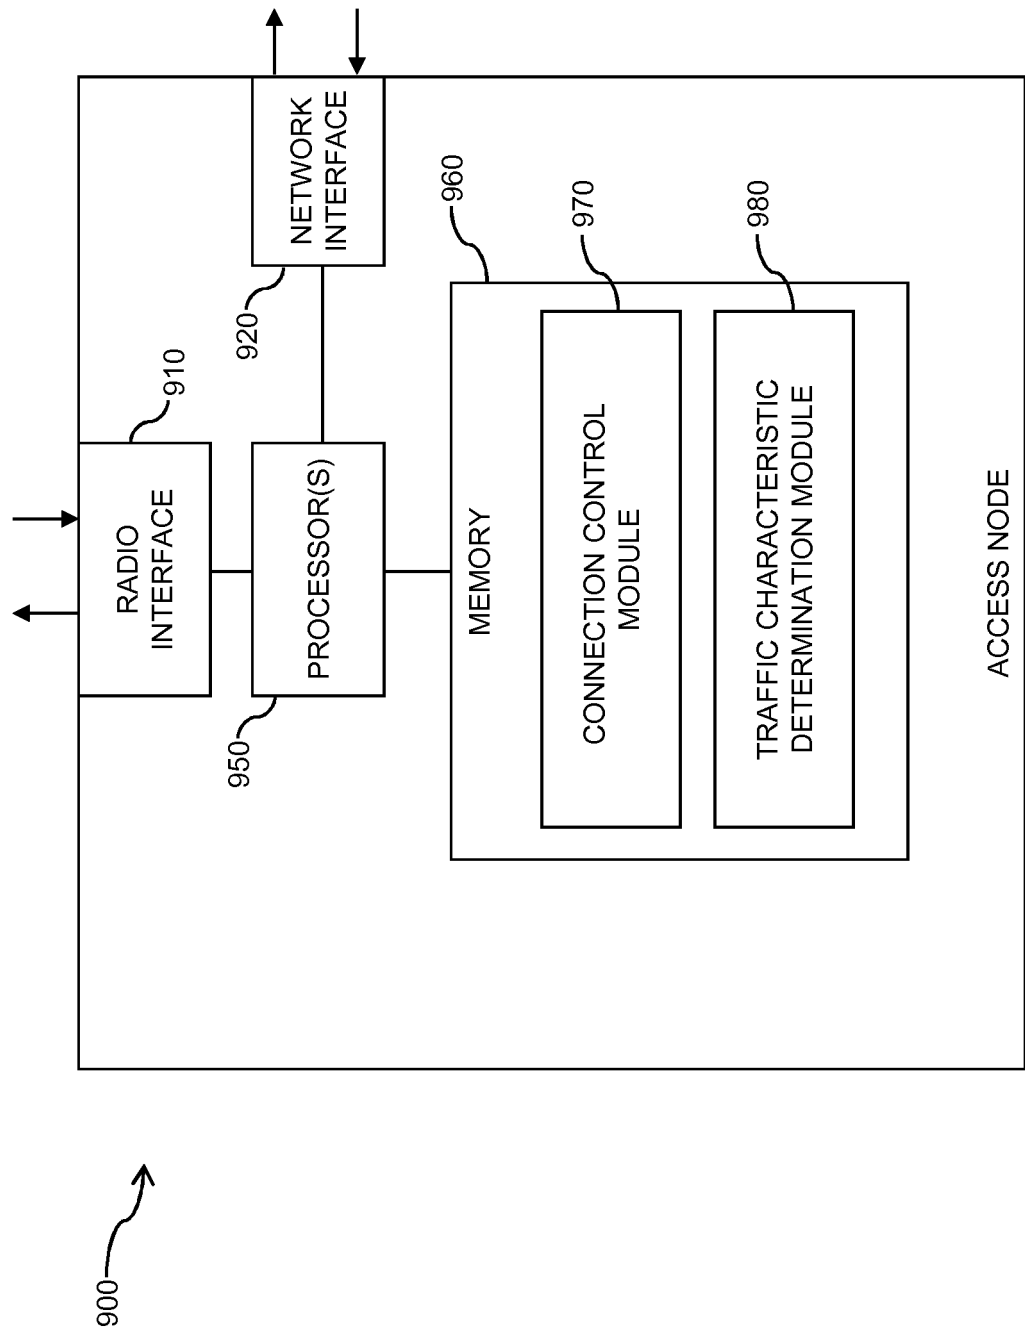 900
910
RADIO
INTERFACE
920
NETWORK
INTERFACE
950
PROCESSOR(S)
960
MEMORY
970
CONNECTION CONTROL
MODULE
980
TRAFFIC CHARACTERISTIC
DETERMINATION MODULE
ACCESS NODE